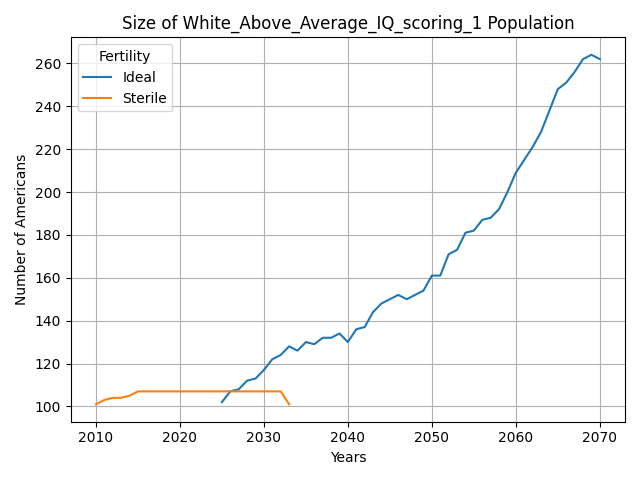 Size of White_Above_Average_IQ_scoring_1 Population
Fertility
Ideal
Sterile
Number of Americans
260
240
220
200
180
160
140
120
100
2010 2020 2030 2040 2050 2060 2070
Years